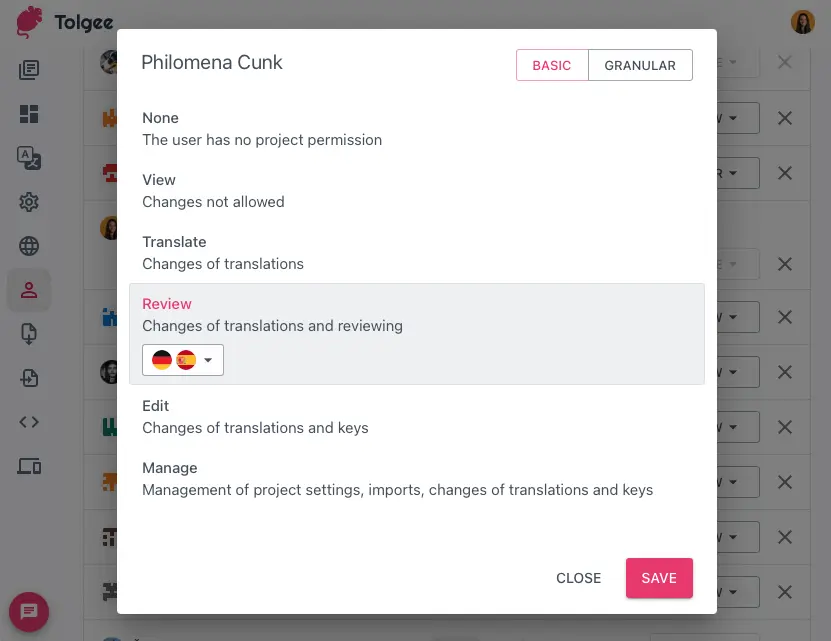 Tolgee
Philomena Cunk
BASIC
GRANULAR
None
The user has no project permission
View
Changes not allowed
Translate
Changes of translations
Review
Changes of translations and reviewing
Edit
Changes of translations and keys
Manage
Management of project settings, imports, changes of translations and keys
CLOSE
SAVE